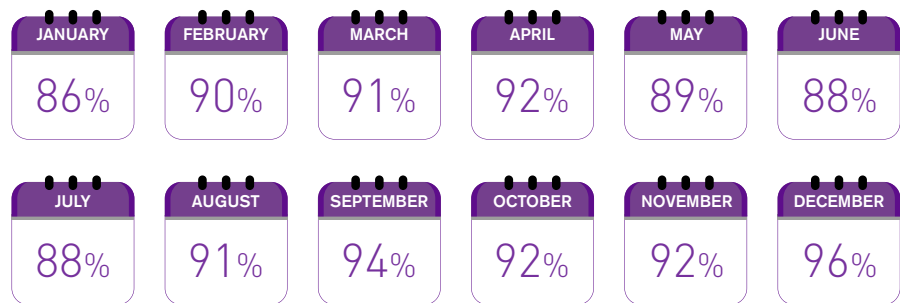 JANUARY FEBRUARY MARCH APRIL MAY JUNE
86% 90% 91% 92% 89% 88%
JULY AUGUST SEPTEMBER OCTOBER NOVEMBER DECEMBER
88% 91% 94% 92% 92% 96%